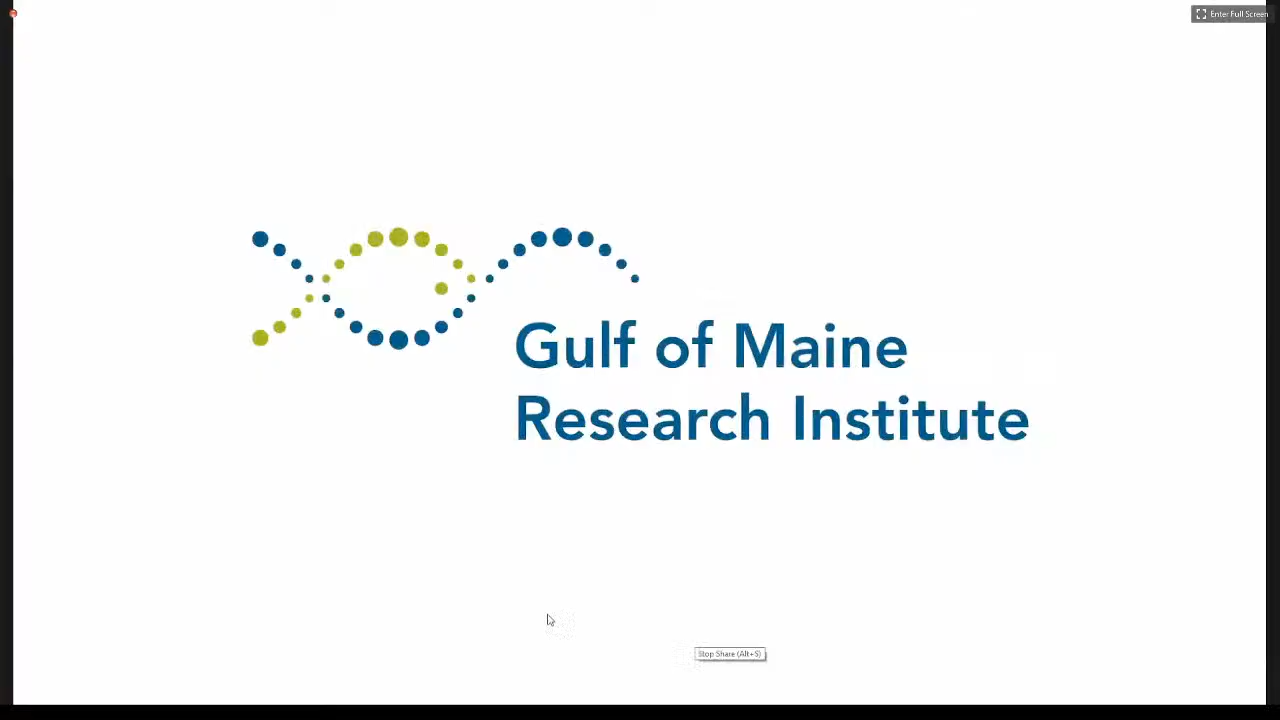 Enter Full Screen
Gulf of Maine
Research Institute
Stop Share (Alt+S)